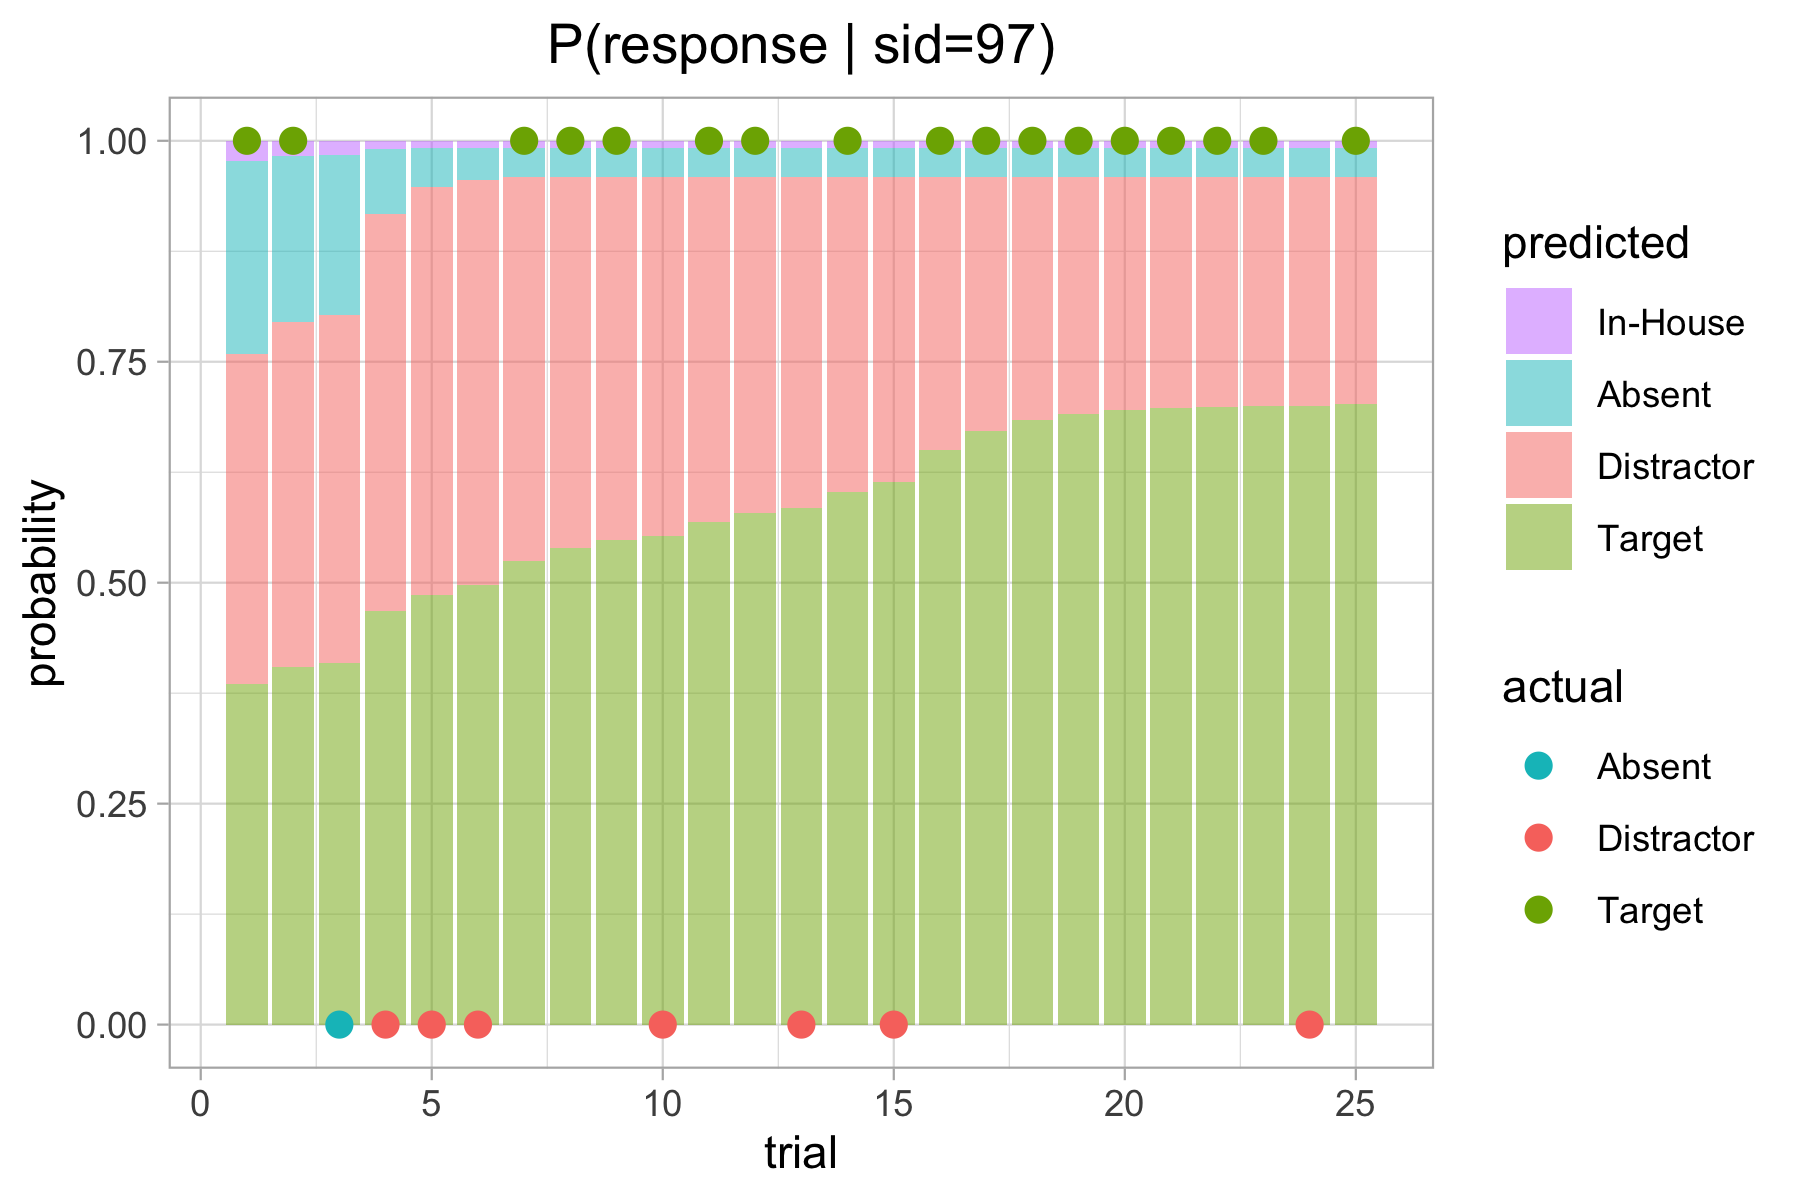 P(response | sid=97)
1.00
0.75
0.50
0.25
0.00
probability
0 5 10 15 20 25
trial
predicted
In-House
Absent
Distractor
Target
actual
Absent
Distractor
Target